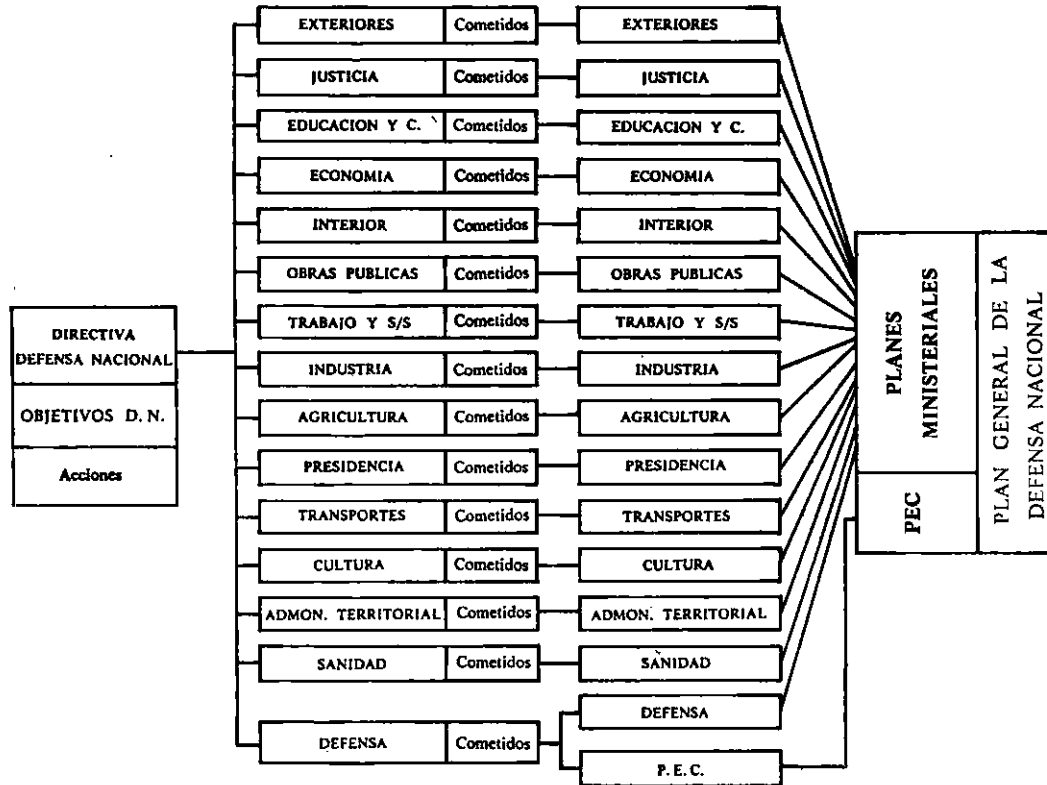 DIRECTIVA
DEFENSA NACIONAL
OBJETIVOS D. N.
Acciones
EXTERIORES Cometidos EXTERIORES
JUSTICIA Cometidos JUSTICIA
EDUCACION Y C. Cometidos EDUCACION Y C.
ECONOMIA Cometidos ECONOMIA
INTERIOR Cometidos INTERIOR
OBRAS PUBLICAS Cometidos OBRAS PUBLICAS
TRABAJO Y S/S Cometidos TRABAJO Y S/S
INDUSTRIA Cometidos INDUSTRIA
AGRICULTURA Cometidos AGRICULTURA
PRESIDENCIA Cometidos PRESIDENCIA
TRANSPORTES Cometidos TRANSPORTES
CULTURA Cometidos CULTURA
ADMON. TERRITORIAL Cometidos ADMON. TERRITORIAL
SANIDAD Cometidos SANIDAD
DEFENSA Cometidos
DEFENSA
P.E.C.
PLANES
MINISTERIALES
PEC
PLAN GENERAL DE LA
DEFENSA NACIONAL